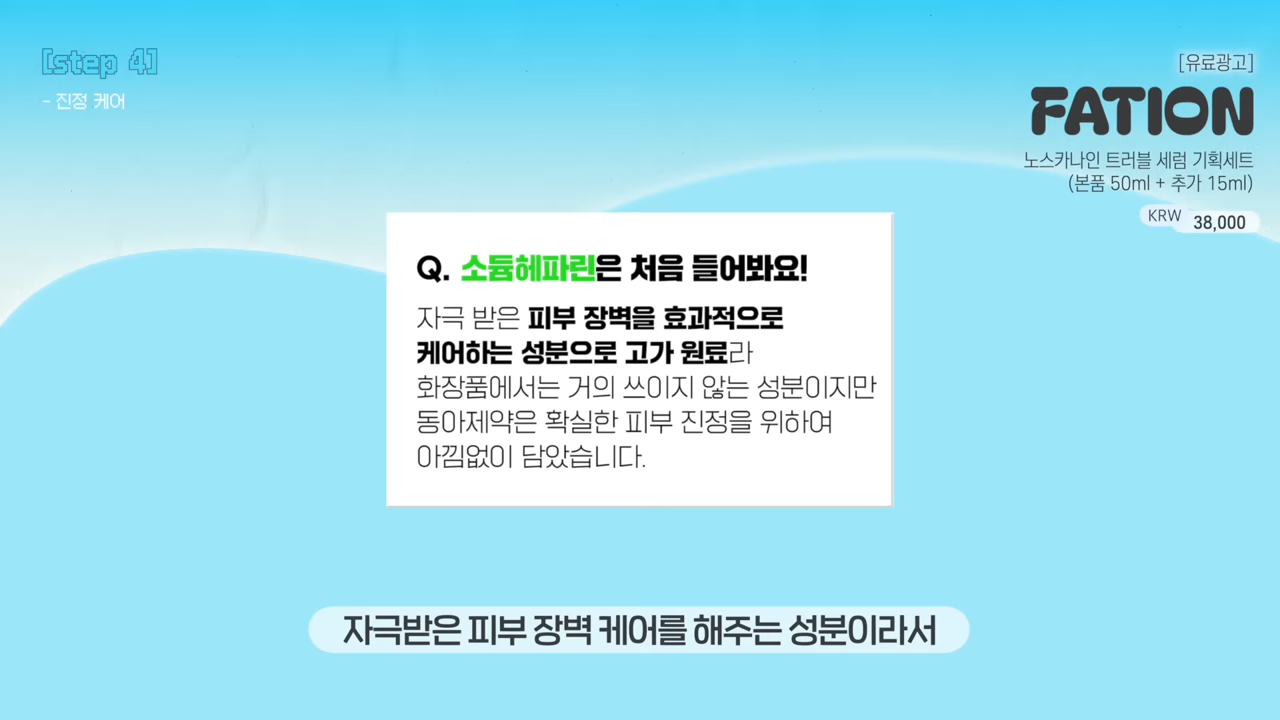 [step 4]
- 진정 케어
[유료광고]
FATION
노스카나인 트러블 세럼 기획세트
(본품 50ml + 추가 15ml)
KRW 38,000
Q. 소듐헤파린은 처음 들어봐요!
자극 받은 피부 장벽을 효과적으로
케어하는 성분으로 고가 원료라
화장품에서는 거의 쓰이지 않는 성분이지만
동아제약은 확실한 피부 진정을 위하여
아낌없이 담았습니다.
자극받은 피부 장벽 케어를 해주는 성분이라서